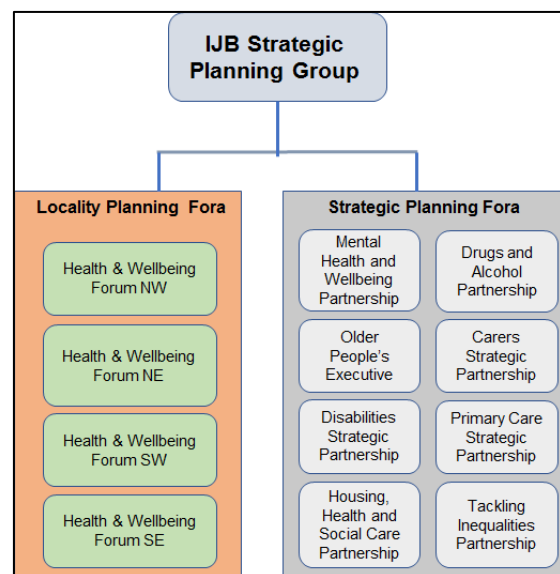 IJB Strategic
Planning Group
Locality Planning Fora
Health & Wellbeing
Forum NW
Health & Wellbeing
Forum NE
Health & Wellbeing
Forum SW
Health & Wellbeing
Forum SE
Strategic Planning Fora
Mental
Health and
Wellbeing
Partnership
Drugs and
Alcohol
Partnership
Older
People's
Executive
Carers
Strategic
Partnership
Disabilities
Strategic
Partnership
Primary Care
Strategic
Partnership
Housing,
Health and
Social Care
Partnership
Tackling
Inequalities
Partnership